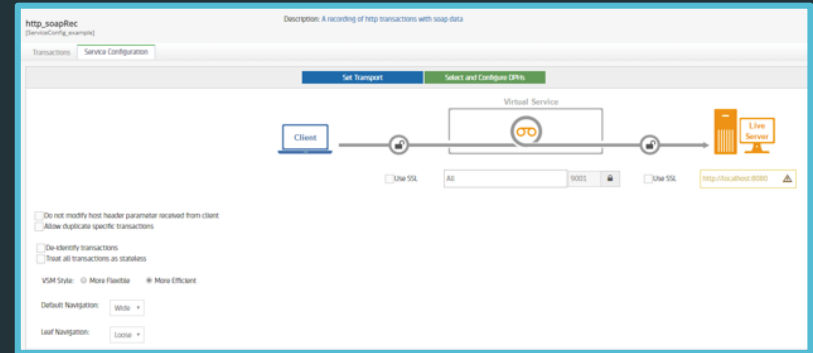 http_soapRec
[ServiceConfig_example]
Description: A recording of http transactions with soap data
Transactions
Service Configuration
Set Transport
Select and Configure DPHs
Virtual Service
Client
Live
Server
Use SSL
All
9001
Use SSL
http://localhost:8080
Do not modify host header parameter received from client
Allow duplicate specific transactions
De-identify transactions
Treat all transactions as stateless
VSM Style: More Flexible More Efficient
Default Navigation: Wide
Leaf Navigation: Loose